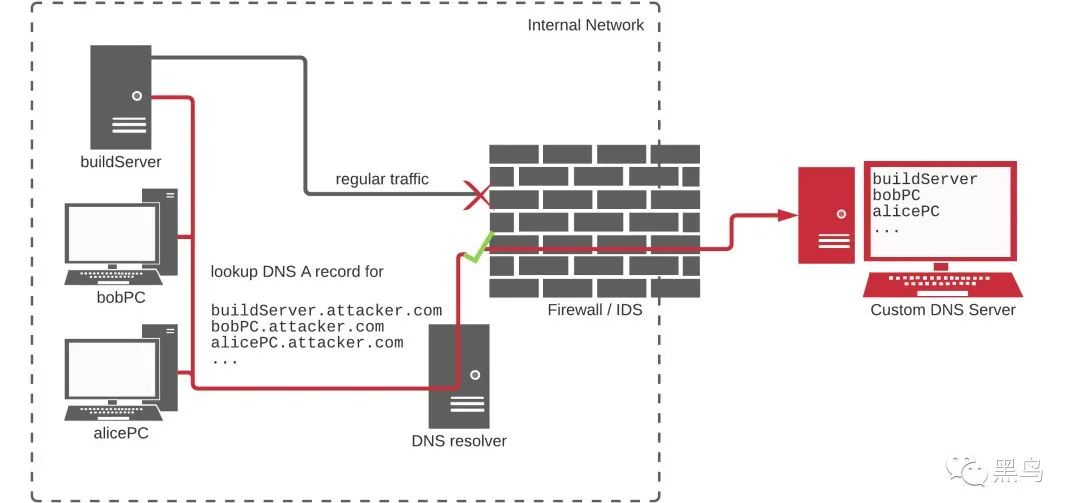 Internal Network
buildServer
regular traffic
buildServer
bobPC
alicePC
...
bobPC
lookup DNS A record for
buildServer.attacker.com
bobPC.attacker.com
alicePC.attacker.com
...
Firewall / IDS
Custom DNS Server
alicePC
DNS resolver
黑鸟